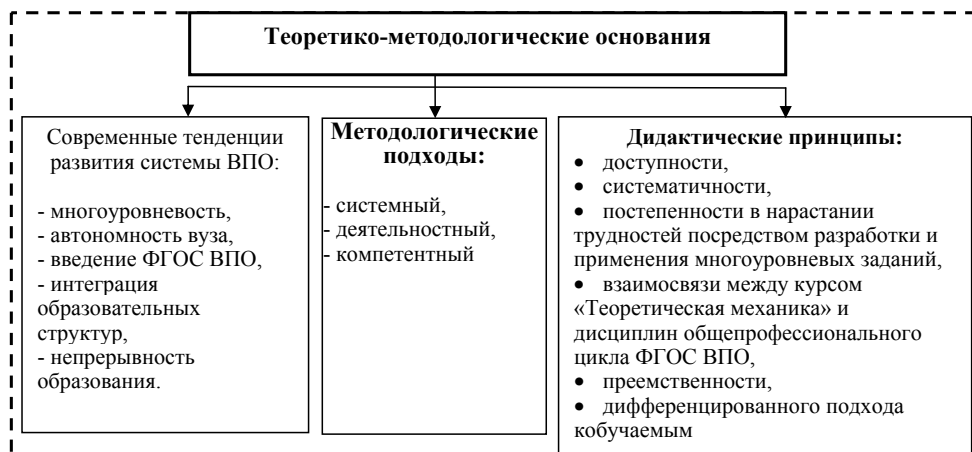 Теоретико-методологические основания
Современные тенденции
развития системы ВПО:
- многоуровневость,
- автономность вуза,
- введение ФГОС ВПО,
- интеграция
образовательных
структур,
- непрерывность
образования.
Методологические
подходы:
- системный,
- деятельностный,
- компетентный
Дидактические принципы:
• доступности,
• систематичности,
• постепенности в нарастании
трудностей посредством разработки и
применения многоуровневых заданий,
• взаимосвязи между курсом
«Теоретическая механика» и
дисциплин общепрофессионального
цикла ФГОС ВПО,
• преемственности,
• дифференцированного подхода
кобучаемым